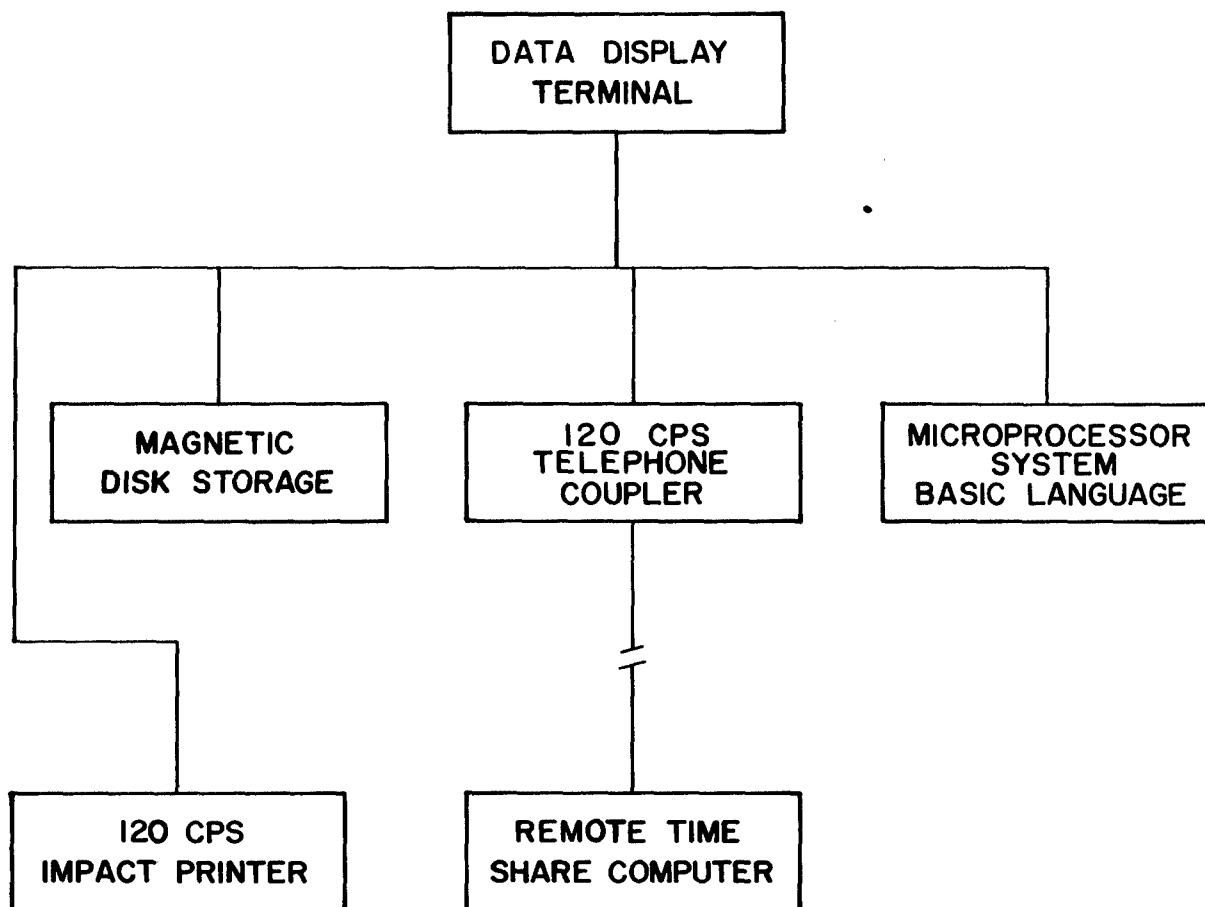 DATA DISPLAY
TERMINAL
MAGNETIC
DISK STORAGE
120 CPS
TELEPHONE
COUPLER
MICROPROCESSOR
SYSTEM
BASIC LANGUAGE
120 CPS
IMPACT PRINTER
REMOTE TIME
SHARE COMPUTER